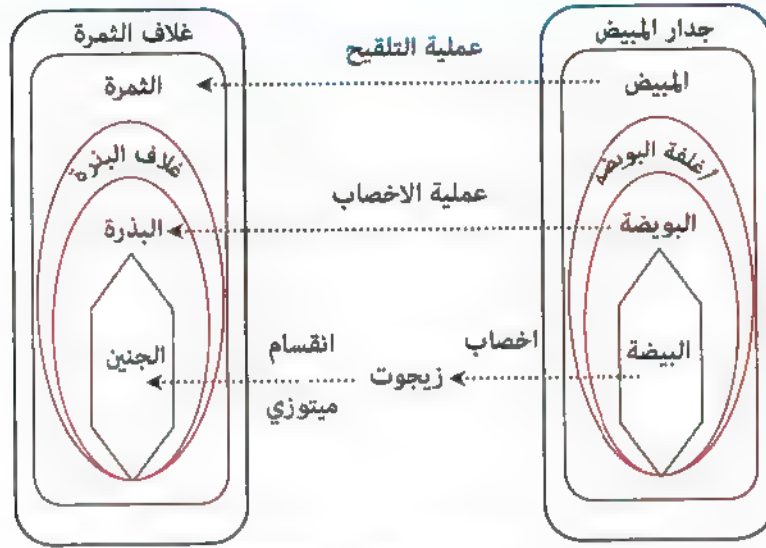 جدار المبيض
غلاف الثمرة
عملية التلقيح
المبيض
الثمرة
أغلفة البويضة
غلاف البذرة
عملية الاخصاب
البويضة
البذرة
اخصاب
انقسام
البيضة
زيجوت
الجنين
ميتوزي